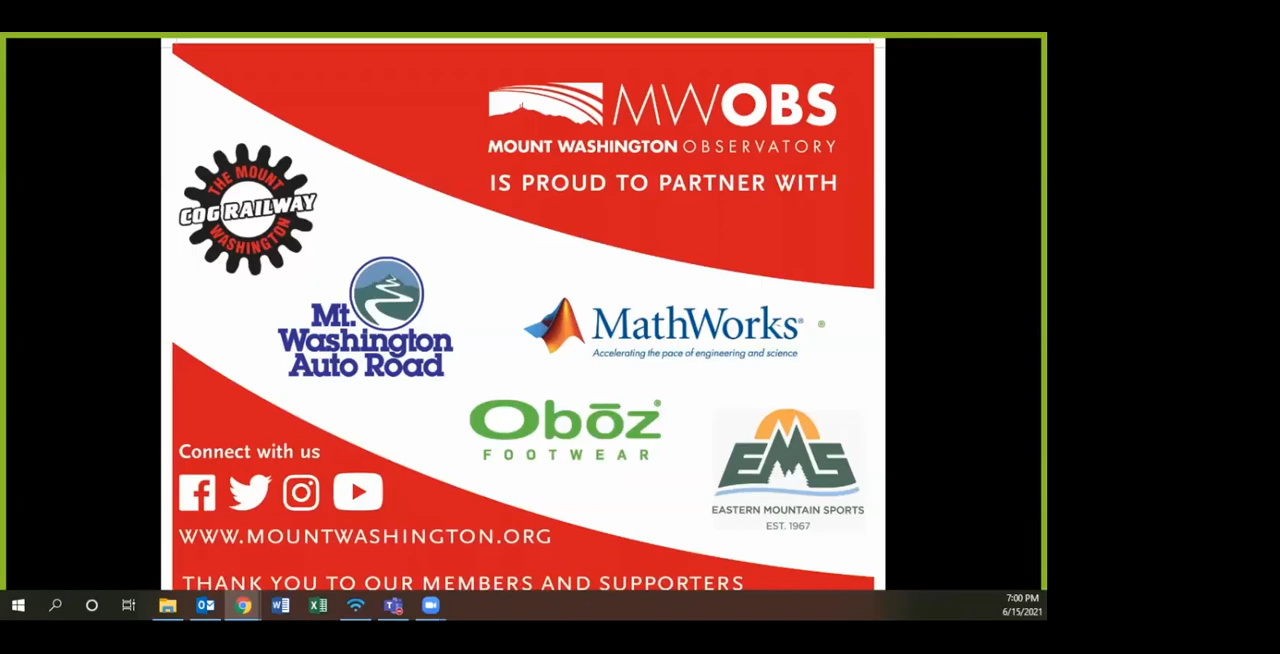 MWOBS
MOUNT WASHINGTON OBSERVATORY
IS PROUD TO PARTNER WITH
THE MOUNT
COG RAILWAY
WASHINGTON
Mt.
Washington
Auto Road
MathWorks®
Accelerating the pace of engineering and science
Obōz®
FOOTWEAR
EMS
EASTERN MOUNTAIN SPORTS
EST. 1967
Connect with us
WWW.MOUNTWASHINGTON.ORG
THANK YOU TO OUR MEMBERS AND SUPPORTERS
7:00 PM
6/15/2021